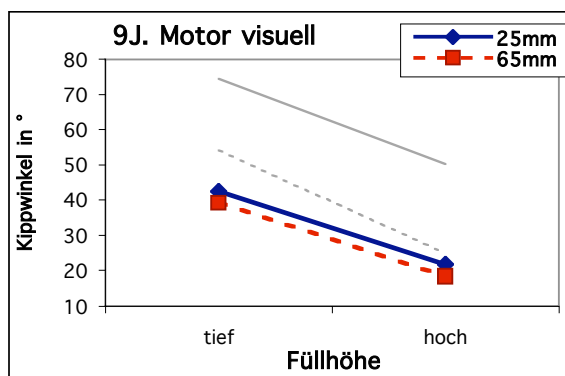 9J. Motor visuell
25mm
65mm
Kippwinkel in °
80
70
60
50
40
30
20
10
tief
hoch
Füllhöhe